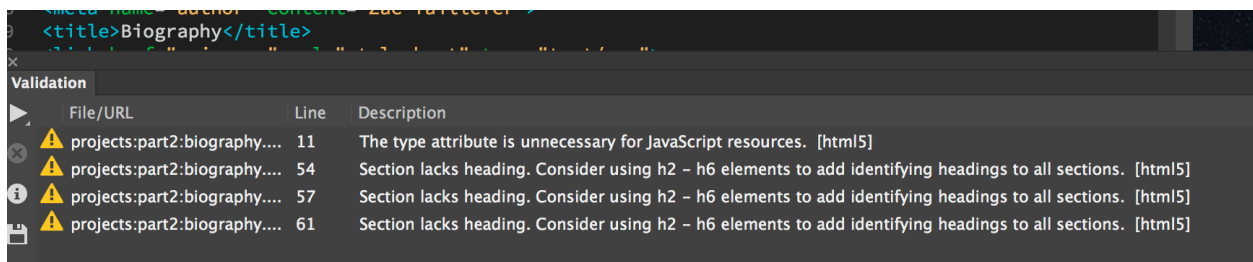 <title>Biography</title>
Validation
File/URL Line Description
projects:part2:biography.... 11 The type attribute is unnecessary for JavaScript resources. [html5]
projects:part2:biography.... 54 Section lacks heading. Consider using h2 – h6 elements to add identifying headings to all sections. [html5]
projects:part2:biography.... 57 Section lacks heading. Consider using h2 – h6 elements to add identifying headings to all sections. [html5]
projects:part2:biography.... 61 Section lacks heading. Consider using h2 – h6 elements to add identifying headings to all sections. [html5]